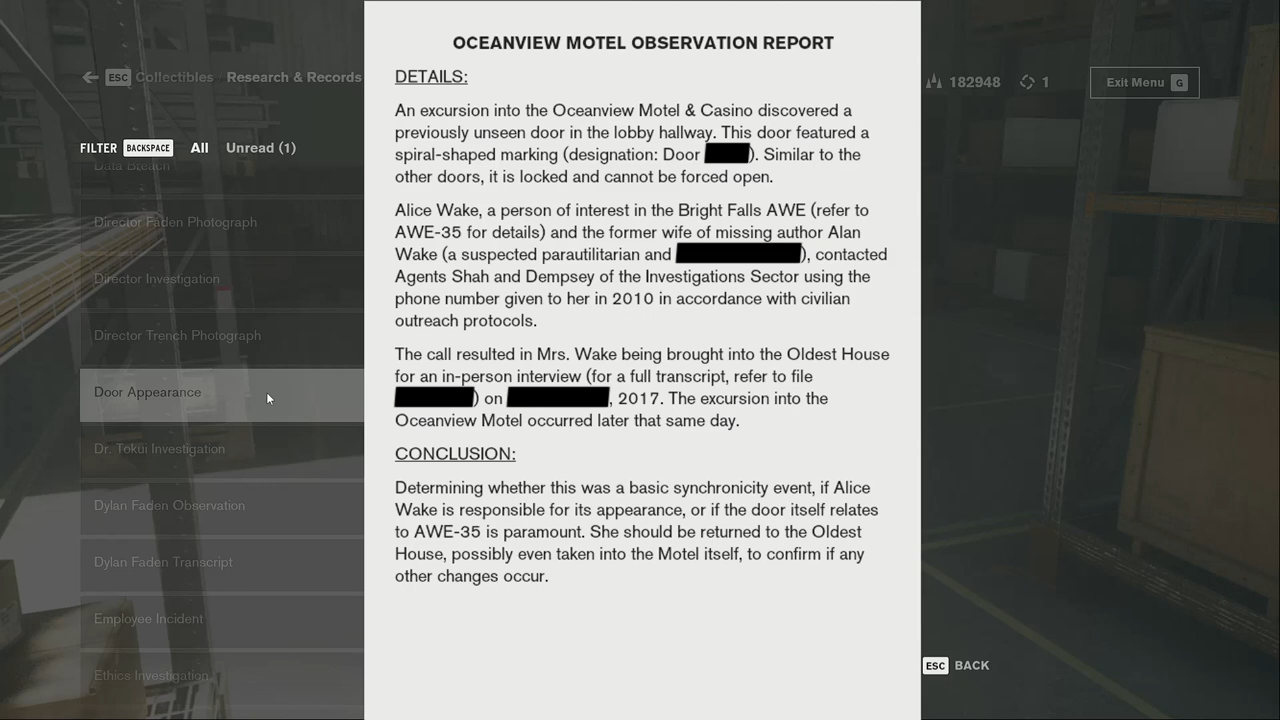 OCEANVIEW MOTEL OBSERVATION REPORT
DETAILS:
An excursion into the Oceanview Motel & Casino discovered a
previously unseen door in the lobby hallway. This door featured a
spiral-shaped marking (designation: Door ). Similar to the
other doors, it is locked and cannot be forced open.
Alice Wake, a person of interest in the Bright Falls AWE (refer to
AWE-35 for details) and the former wife of missing author Alan
Wake (a suspected parautilitarian and ), contacted
Agents Shah and Dempsey of the Investigations Sector using the
phone number given to her in 2010 in accordance with civilian
outreach protocols.
The call resulted in Mrs. Wake being brought into the Oldest House
for an in-person interview (for a full transcript, refer to file
) on , 2017. The excursion into the
Oceanview Motel occurred later that same day.
CONCLUSION:
Determining whether this was a basic synchronicity event, if Alice
Wake is responsible for its appearance, or if the door itself relates
to AWE-35 is paramount. She should be returned to the Oldest
House, possibly even taken into the Motel itself, to confirm if any
other changes occur.
ESC Collectibles Research & Records
182948 1 Exit Menu G
FILTER BACKSPACE All Unread (1)
Data Breach
Director Faden Photograph
Director Investigation
Director Trench Photograph
Door Appearance
Dr. Tokui Investigation
Dylan Faden Observation
Dylan Faden Transcript
Employee Incident
Ethics Investigation
ESC BACK